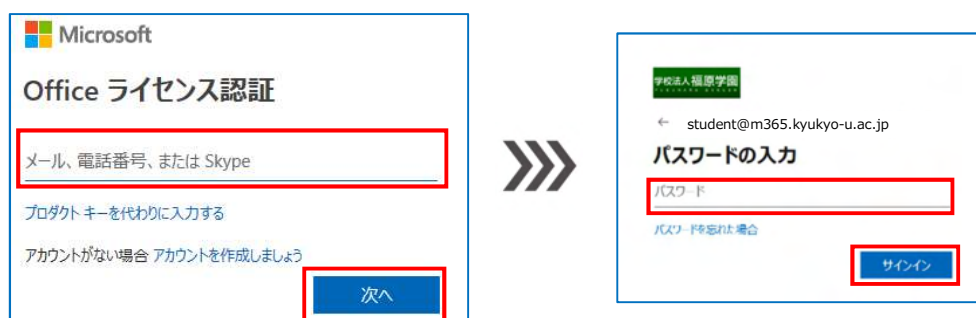 Microsoft
Office ライセンス認証
メール、電話番号、または Skype
プロダクト キーを代わりに入力する
アカウントがない場合 アカウントを作成しましょう
次へ
学校法人福原学園
← student@m365.kyukyo-u.ac.jp
パスワードの入力
パスワード
パスワードを忘れた場合
サインイン